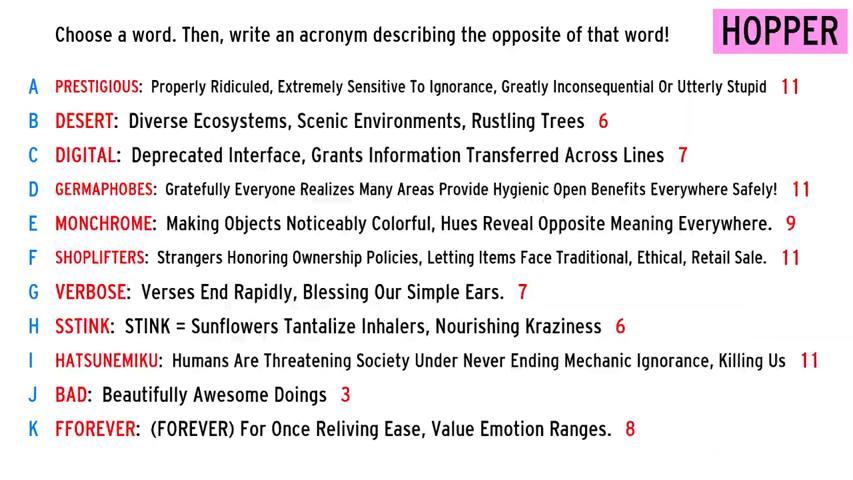 Choose a word. Then, write an acronym describing the opposite of that word!
HOPPER
A PRESTIGIOUS: Properly Ridiculed, Extremely Sensitive To Ignorance, Greatly Inconsequential Or Utterly Stupid 11
B DESERT: Diverse Ecosystems, Scenic Environments, Rustling Trees 6
C DIGITAL: Deprecated Interface, Grants Information Transferred Across Lines 7
D GERMAPHOBES: Gratefully Everyone Realizes Many Areas Provide Hygienic Open Benefits Everywhere Safely! 11
E MONCHROME: Making Objects Noticeably Colorful, Hues Reveal Opposite Meaning Everywhere. 9
F SHOPLIFTERS: Strangers Honoring Ownership Policies, Letting Items Face Traditional, Ethical, Retail Sale. 11
G VERBOSE: Verses End Rapidly, Blessing Our Simple Ears. 7
H SSTINK: STINK = Sunflowers Tantalize Inhalers, Nourishing Kraziness 6
I HATSUNEMIKU: Humans Are Threatening Society Under Never Ending Mechanic Ignorance, Killing Us 11
J BAD: Beautifully Awesome Doings 3
K FFOREVER: (FOREVER) For Once Reliving Ease, Value Emotion Ranges. 8